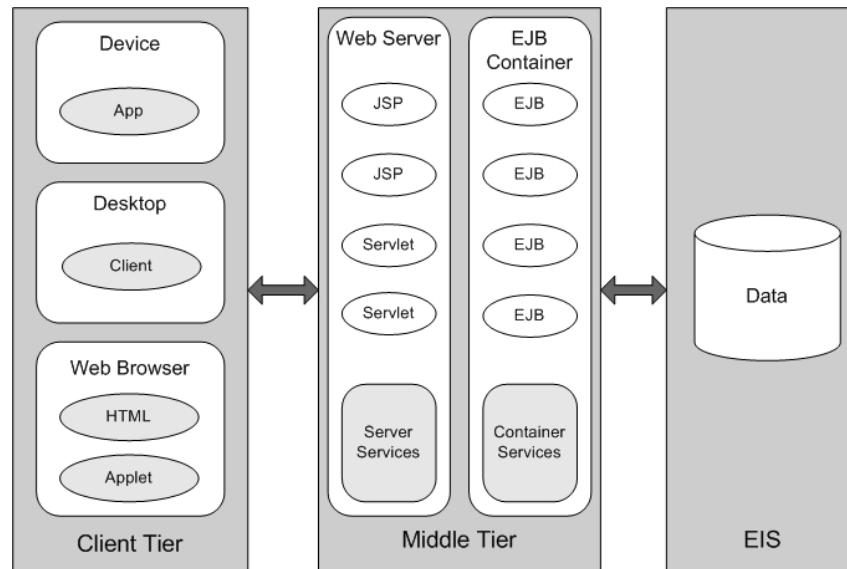 Device
App
Desktop
Client
Web Browser
HTML
Applet
Client Tier
Web Server
JSP
JSP
Servlet
Servlet
Server
Services
EJB
Container
EJB
EJB
EJB
EJB
Container
Services
Middle Tier
Data
EIS